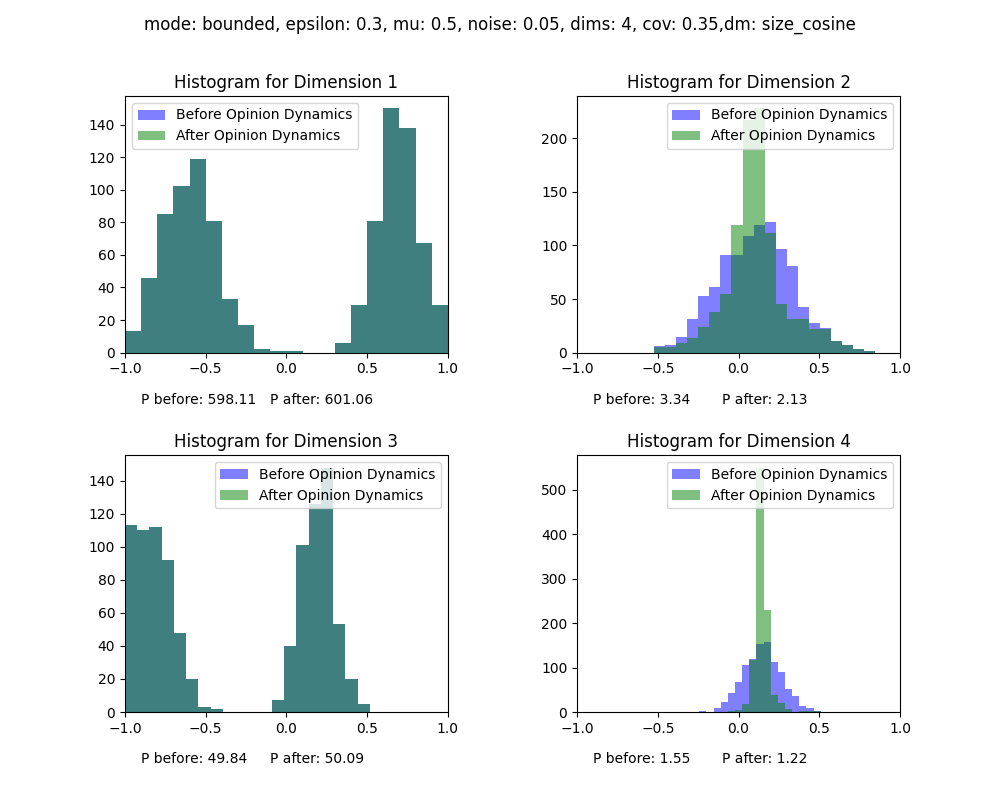 mode: bounded, epsilon: 0.3, mu: 0.5, noise: 0.05, dims: 4, cov: 0.35,dm: size_cosine
Histogram for Dimension 1
Before Opinion Dynamics
After Opinion Dynamics
140
120
100
80
60
40
20
0
−1.0 −0.5 0.0 0.5 1.0
P before: 598.11 P after: 601.06
Histogram for Dimension 2
Before Opinion Dynamics
After Opinion Dynamics
200
150
100
50
0
−1.0 −0.5 0.0 0.5 1.0
P before: 3.34 P after: 2.13
Histogram for Dimension 3
Before Opinion Dynamics
After Opinion Dynamics
140
120
100
80
60
40
20
0
−1.0 −0.5 0.0 0.5 1.0
P before: 49.84 P after: 50.09
Histogram for Dimension 4
Before Opinion Dynamics
After Opinion Dynamics
500
400
300
200
100
0
−1.0 −0.5 0.0 0.5 1.0
P before: 1.55 P after: 1.22